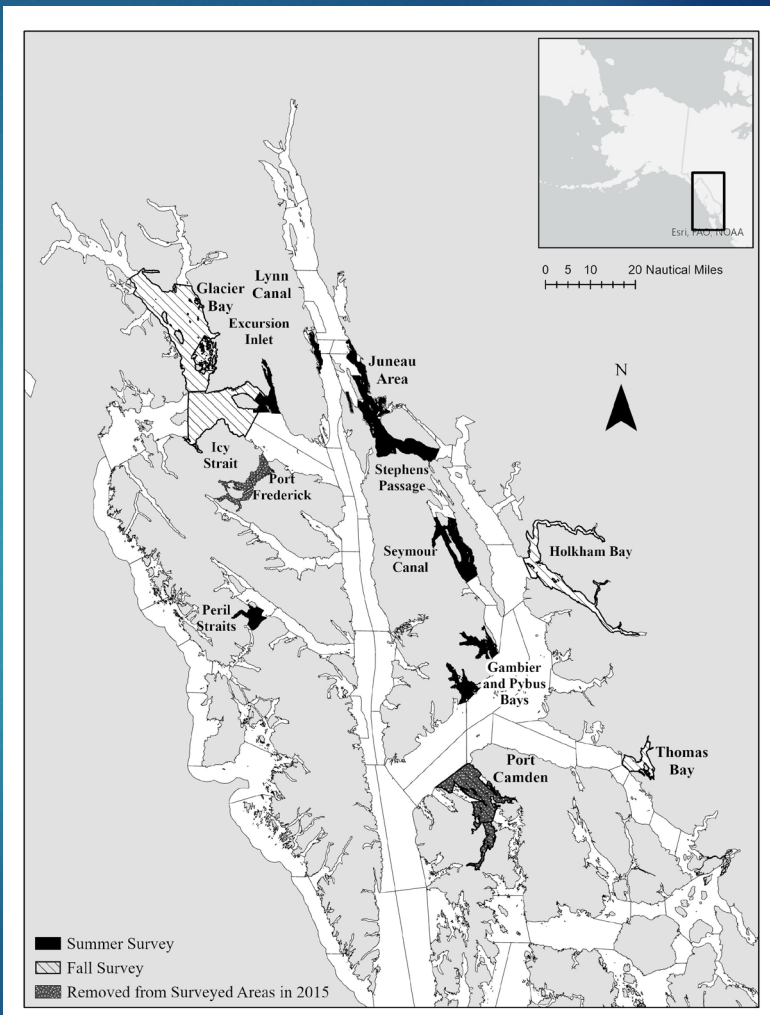 Esri, FAO, NOAA
0 5 10 20 Nautical Miles
N
Glacier
Bay
Lynn
Canal
Excursion
Inlet
Juneau
Area
Icy
Strait
Port
Frederick
Stephens
Passage
Seymour
Canal
Holkham Bay
Peril
Straits
Gambier
and Pybus
Bays
Port
Camden
Thomas
Bay
Summer Survey
Fall Survey
Removed from Surveyed Areas in 2015